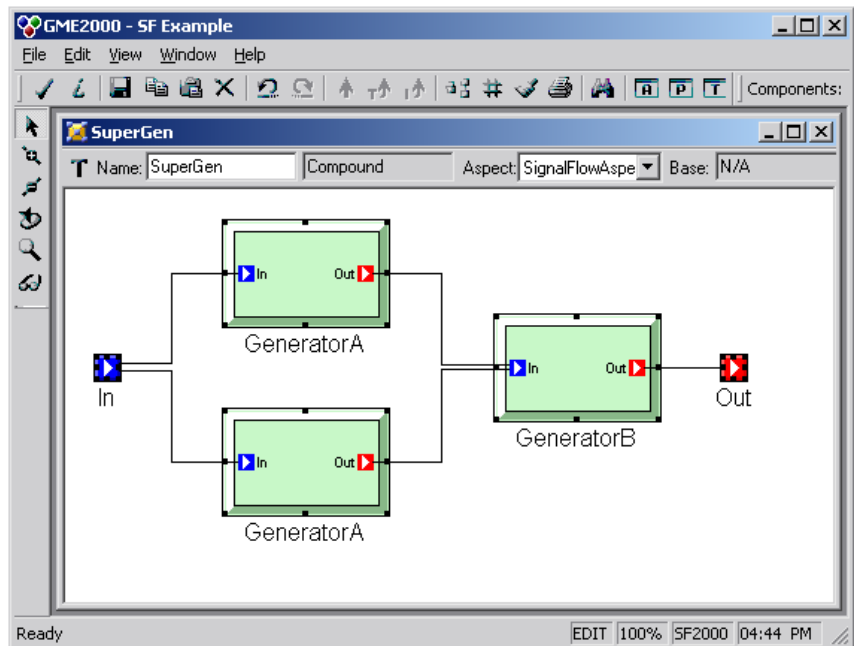 GME2000 - SF Example
File Edit View Window Help
Components:
SuperGen
Name: SuperGen Compound Aspect: SignalFlowAspe Base: N/A
In Out
GeneratorA
In Out
GeneratorB
In
Out
In Out
GeneratorA
Ready EDIT 100% SF2000 04:44 PM